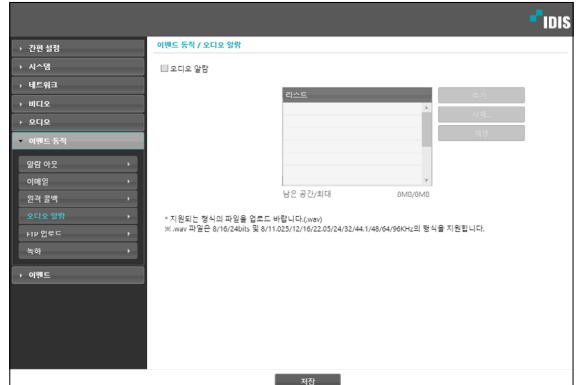 IDIS
간편 설정
시스템
네트워크
비디오
오디오
이벤트 동작
알람 아웃
이메일
원격 콜백
오디오 알람
FTP 업로드
녹화
이벤트
이벤트 동작 / 오디오 알람
오디오 알람
리스트
추가
삭제...
재생
남은 공간/최대 0MB/0MB
* 지원되는 형식의 파일을 업로드 바랍니다.(.wav)
※ .wav 파일은 8/16/24bits 및 8/11.025/12/16/22.05/24/32/44.1/48/64/96KHz의 형식을 지원합니다.
저장